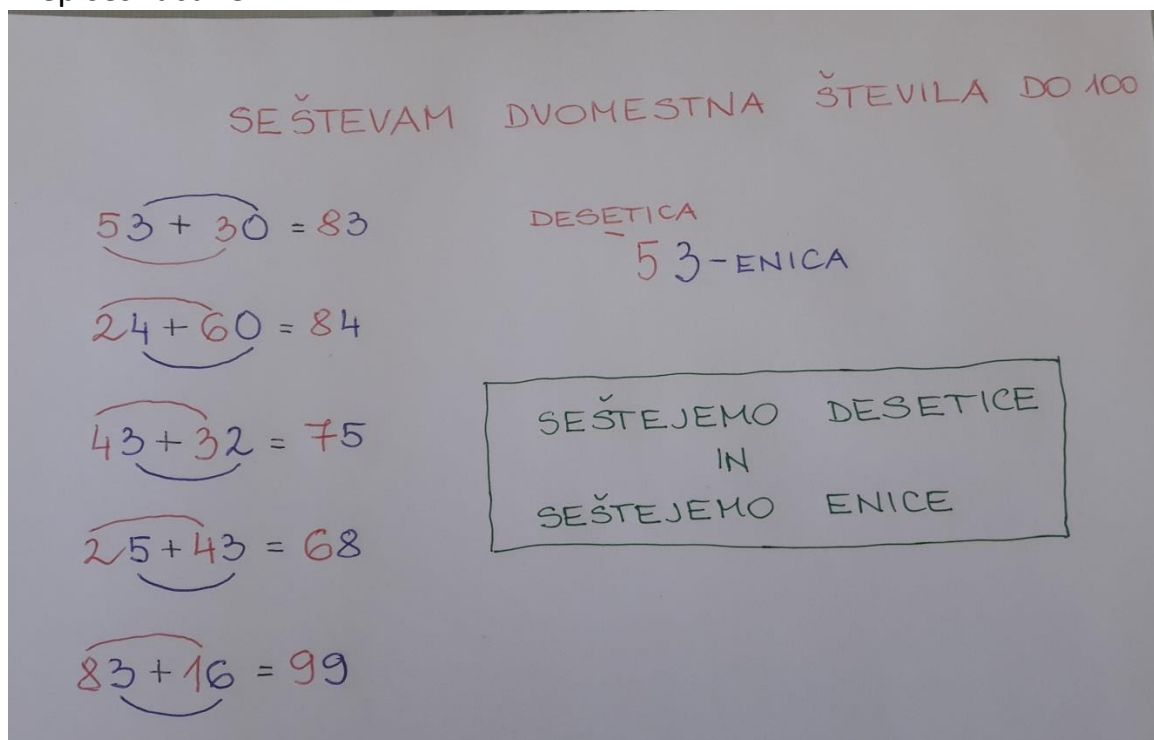 SEŠTEVAM DVOMESTNA ŠTEVILA DO 100
53 + 30 = 83
24 + 60 = 84
43 + 32 = 75
25 + 43 = 68
83 + 16 = 99
DESETICA
53 - ENICA
SEŠTEJEMO DESETICE
IN
SEŠTEJEMO ENICE